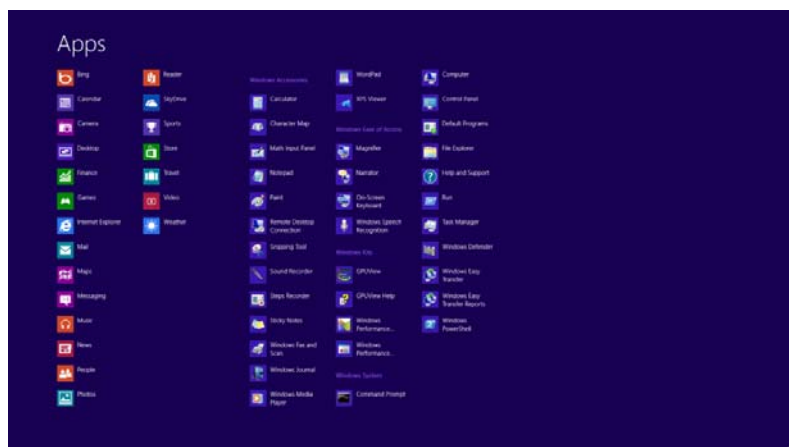 Apps
Bing
Calendar
Camera
Desktop
Finance
Games
Internet Explorer
Mail
Maps
Messaging
Music
News
People
Photos
Reader
SkyDrive
Sports
Store
Travel
Video
Weather
Windows Accessories
Calculator
Character Map
Math Input Panel
Notepad
Paint
Remote Desktop
Connection
Snipping Tool
Sound Recorder
Steps Recorder
Sticky Notes
Windows Fax and
Scan
Windows Journal
Windows Media
Player
WordPad
XPS Viewer
Windows Ease of Access
Magnifier
Narrator
On-Screen
Keyboard
Windows Speech
Recognition
Windows Kits
GPUView
GPUView Help
Windows
Performance...
Windows
Performance...
Windows System
Command Prompt
Computer
Control Panel
Default Programs
File Explorer
Help and Support
Run
Task Manager
Windows Defender
Windows Easy
Transfer
Windows Easy
Transfer Reports
Windows
PowerShell